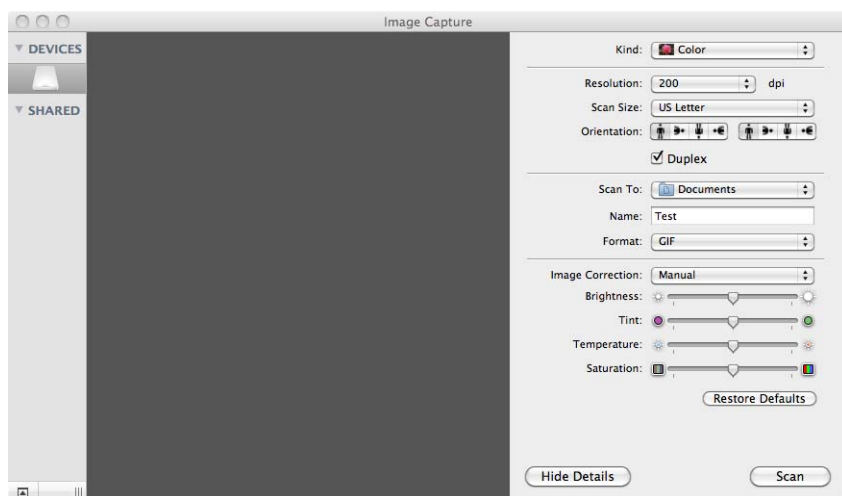 Image Capture
DEVICES
SHARED
Kind: Color
Resolution: 200 dpi
Scan Size: US Letter
Orientation:
Duplex
Scan To: Documents
Name: Test
Format: GIF
Image Correction: Manual
Brightness:
Tint:
Temperature:
Saturation:
Restore Defaults
Hide Details Scan